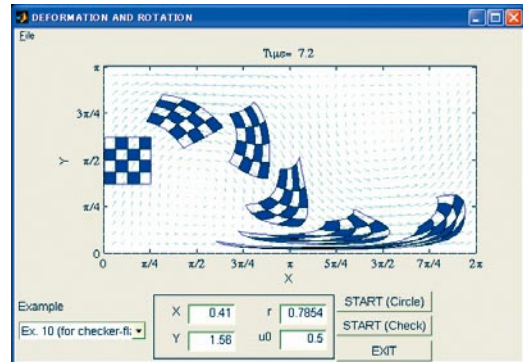 DEFORMATION AND ROTATION
File
Τιμε= 7.2
π
3π/4
Y
π/2
π/4
0
0 π/4 π/2 3π/4 π 5π/4 3π/2 7π/4 2π
X
Example
Ex. 10 (for checker-fl
X 0.41 r 0.7854
Y 1.56 u0 0.5
START (Circle)
START (Check)
EXIT